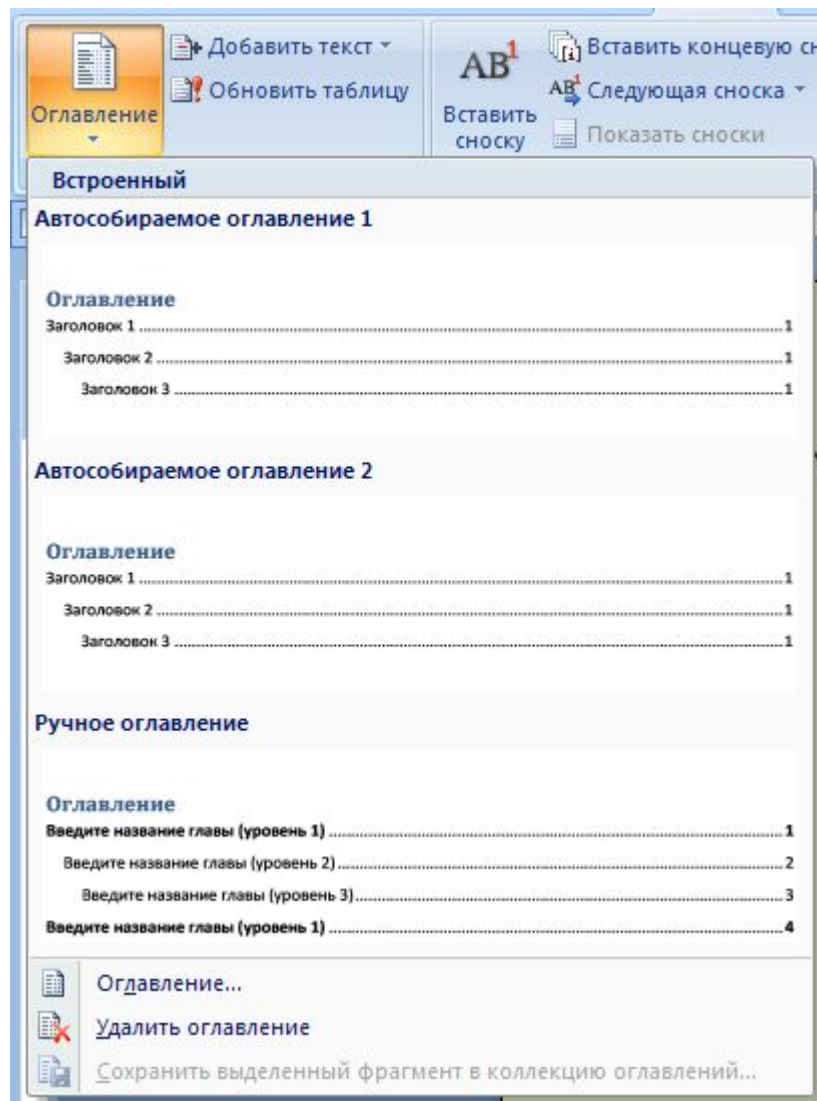 Оглавление
Добавить текст
Обновить таблицу
AB1
Вставить
сноску
[i] Вставить концевую сн
AB1 Следующая сноска
Показать сноски
Встроенный
Автособираемое оглавление 1
Оглавление
Заголовок 1 ... 1
Заголовок 2 ... 1
Заголовок 3 ... 1
Автособираемое оглавление 2
Оглавление
Заголовок 1 ... 1
Заголовок 2 ... 1
Заголовок 3 ... 1
Ручное оглавление
Оглавление
Введите название главы (уровень 1) ... 1
Введите название главы (уровень 2) ... 2
Введите название главы (уровень 3) ... 3
Введите название главы (уровень 1) ... 4
Оглавление...
Удалить оглавление
Сохранить выделенный фрагмент в коллекцию оглавлений...